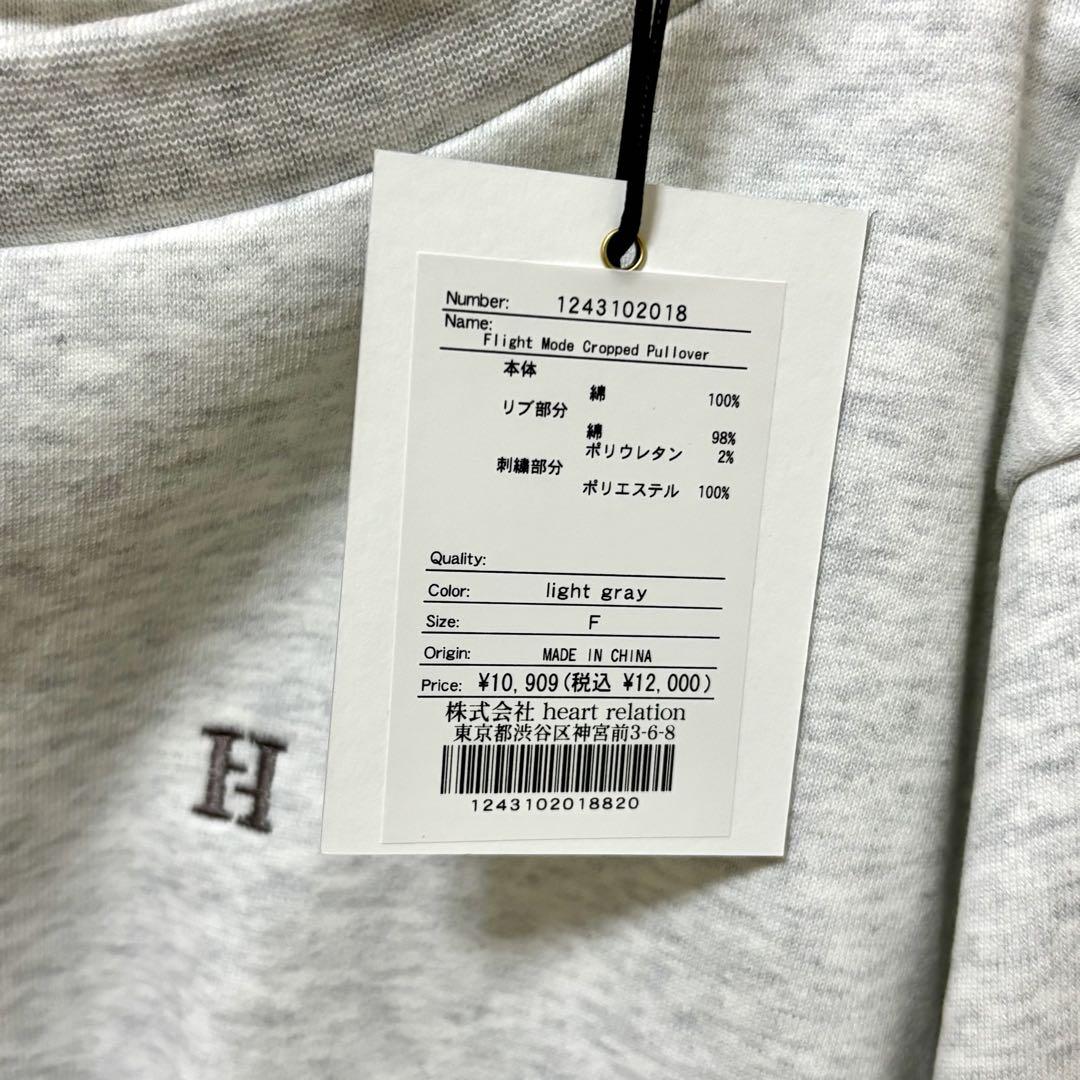 Number: 1243102018
Name:
Flight Mode Cropped Pullover
本体
綿 100%
リブ部分
綿 98%
ポリウレタン 2%
刺繍部分
ポリエステル 100%
Quality:
Color: light gray
Size: F
Origin: MADE IN CHINA
Price: ¥10,909(税込 ¥12,000)
株式会社 heart relation
東京都渋谷区神宮前3-6-8
1243102018820
H